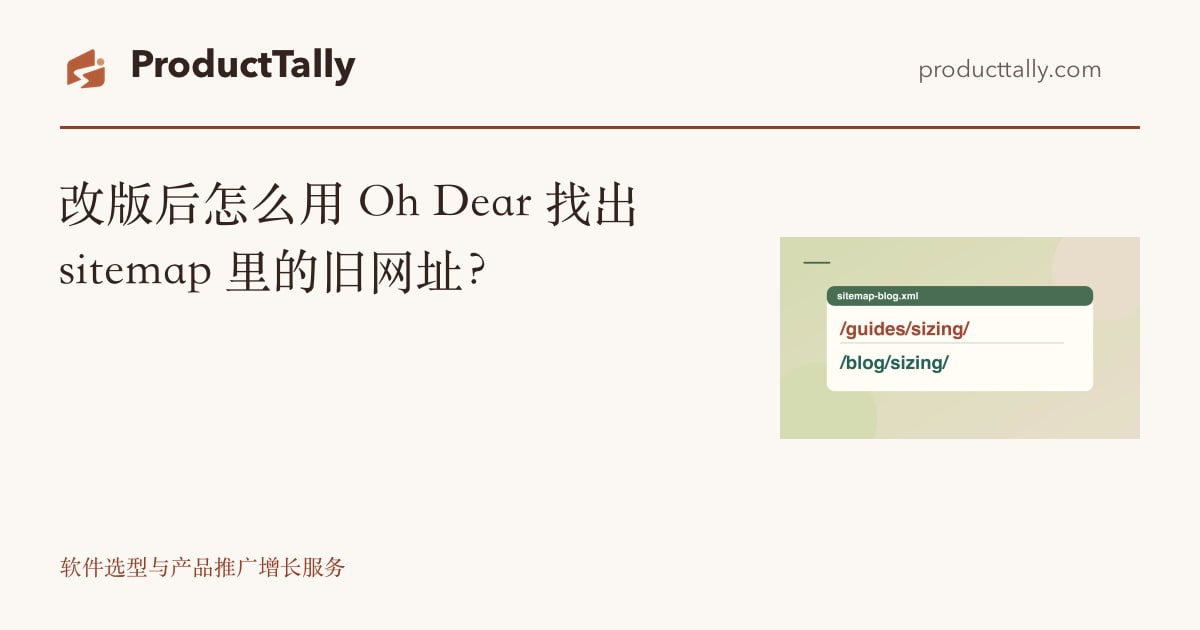 ProductTally
producttally.com
改版后怎么用 Oh Dear 找出
sitemap 里的旧网址?
sitemap-blog.xml
/guides/sizing/
/blog/sizing/
软件选型与产品推广增长服务